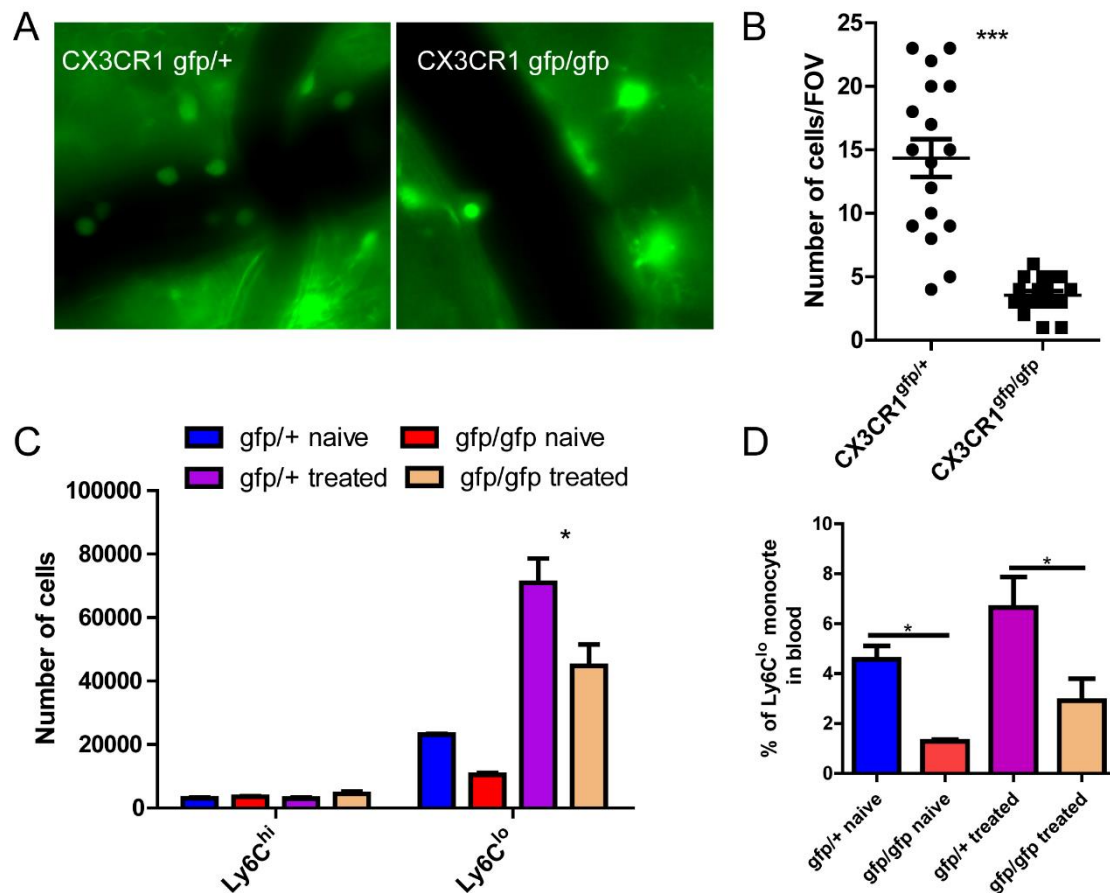 A
CX3CR1 gfp/+
CX3CR1 gfp/gfp
B
***
Number of cells/FOV
25
20
15
10
5
0
CX3CR1gfp/+
CX3CR1gfp/gfp
C
gfp/+ naive
gfp/gfp naive
gfp/+ treated
gfp/gfp treated
Number of cells
100000
80000
60000
40000
20000
0
*
Ly6Chi
Ly6Clo
D
% of Ly6Clo monocyte
in blood
10
8
6
4
2
0
*
*
gfp/+ naive
gfp/gfp naive
gfp/+ treated
gfp/gfp treated